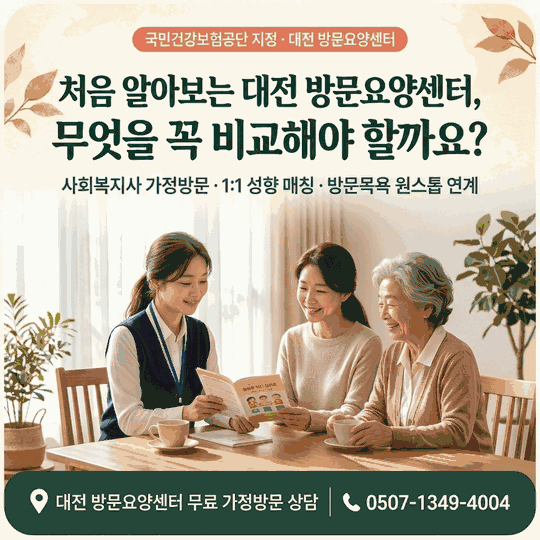 국민건강보험공단 지정 · 대전 방문요양센터
처음 알아보는 대전 방문요양센터,
무엇을 꼭 비교해야 할까요?
사회복지사 가정방문 · 1:1 성향 매칭 · 방문목욕 원스톱 연계
대전 방문요양센터 무료 가정방문 상담
0507-1349-4004